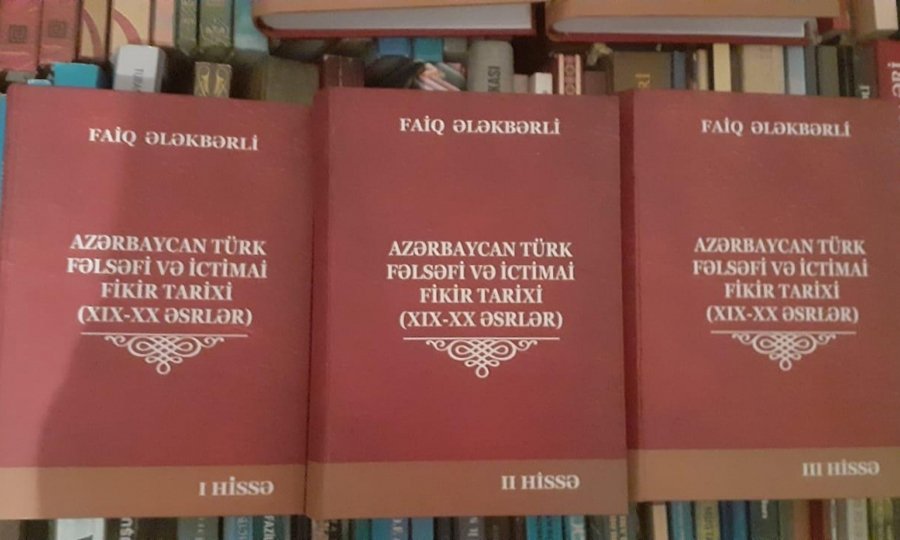 FAİQ ƏLƏKBƏRLİ
AZƏRBAYCAN TÜRK
FƏLSƏFİ VƏ İCTİMAİ
FİKİR TARİXİ
(XIX-XX ƏSRLƏR)
I HİSSƏ
FAİQ ƏLƏKBƏRLİ
AZƏRBAYCAN TÜRK
FƏLSƏFİ VƏ İCTİMAİ
FİKİR TARİXİ
(XIX-XX ƏSRLƏR)
II HİSSƏ
FAİQ ƏLƏKBƏRLİ
AZƏRBAYCAN TÜRK
FƏLSƏFİ VƏ İCTİMAİ
FİKİR TARİXİ
(XIX-XX ƏSRLƏR)
III HİSSƏ